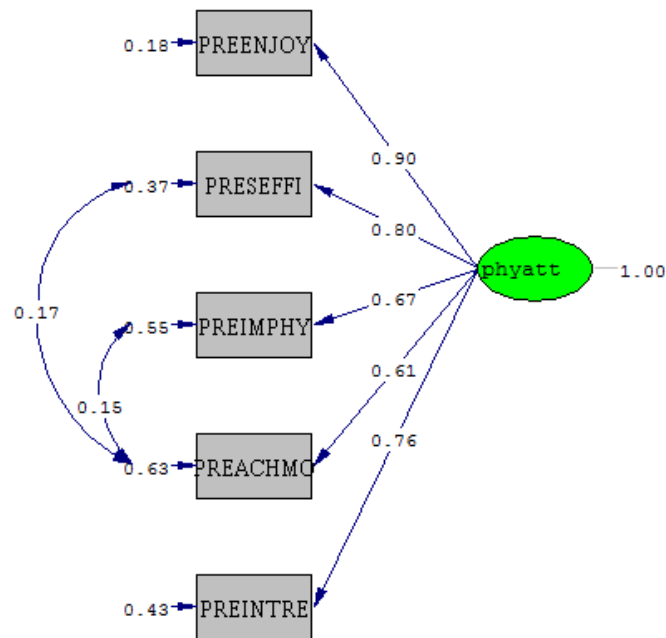 0.18 PREENJOY
0.90
0.37 PRESEFFI
0.80
phyatt 1.00
0.67
0.17
0.55 PREIMPHY
0.61
0.15
0.76
0.63 PREACHMO
0.43 PREINTRE